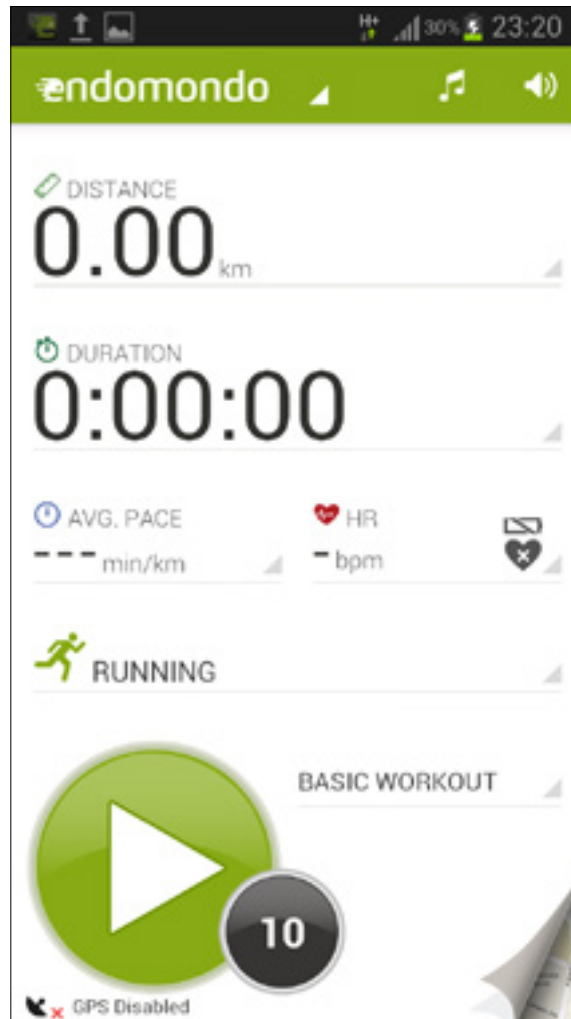 H+ 30% 23:20
endomondo
DISTANCE
0.00 km
DURATION
0:00:00
AVG. PACE HR
--- min/km - bpm
RUNNING
BASIC WORKOUT
10
GPS Disabled